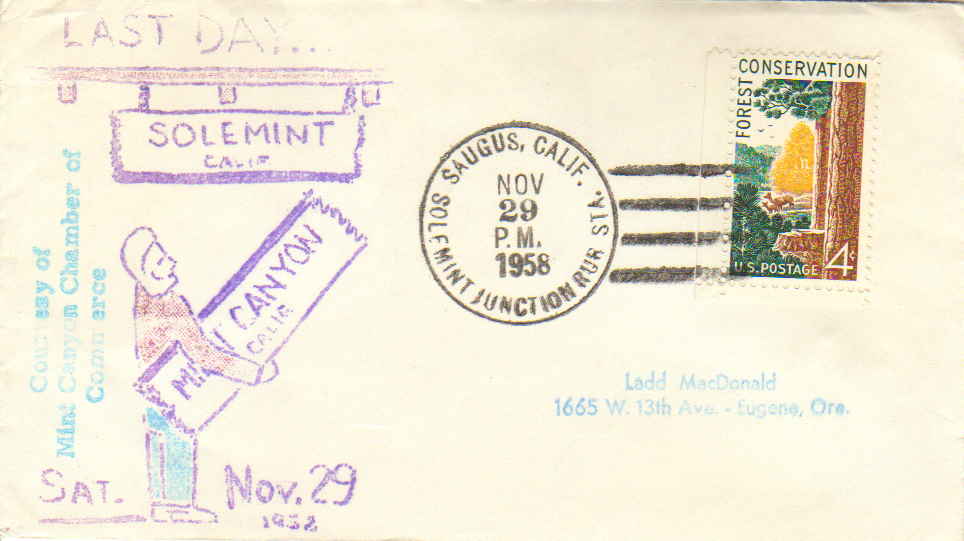 LAST DAY...
SOLEMINT
CALIF
MINT CANYON
CALIF
SAT. Nov. 29
1958
Courtesy of
Mint Canyon Chamber of
Commerce
SAUGUS, CALIF.
SOLEMINT JUNCTION RUR STA.
NOV
29
P.M.
1958
FOREST CONSERVATION
U.S. POSTAGE 4¢
Ladd MacDonald
1665 W. 13th Ave. - Eugene, Ore.